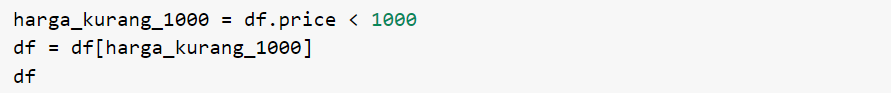 harga_kurang_1000 = df.price < 1000
df = df[harga_kurang_1000]
df